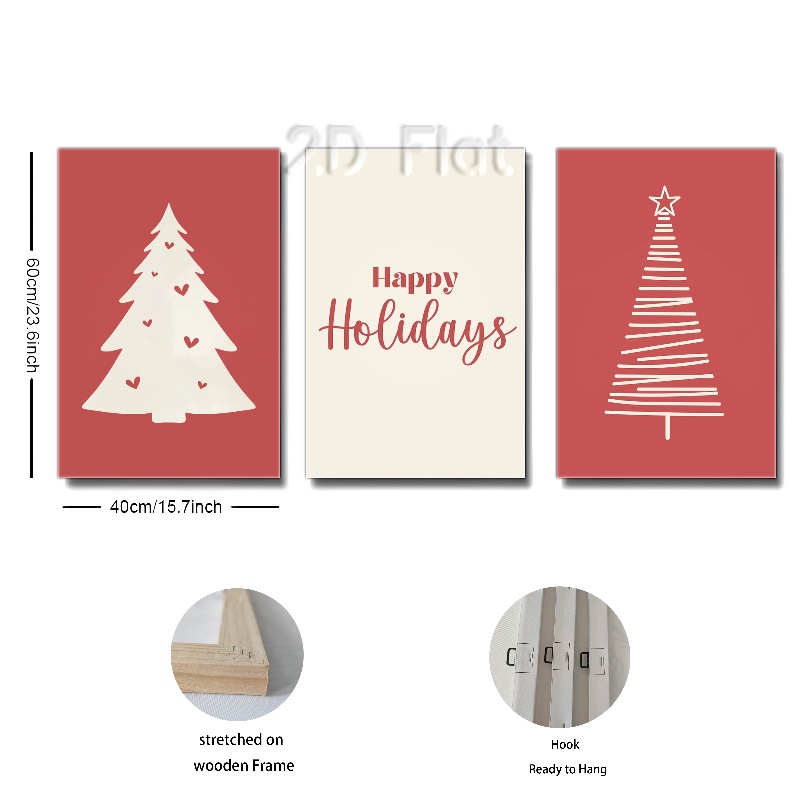 2D Flat
60cm/23.6inch
Happy
Holidays
40cm/15.7inch
stretched on
wooden Frame
Hook
Ready to Hang